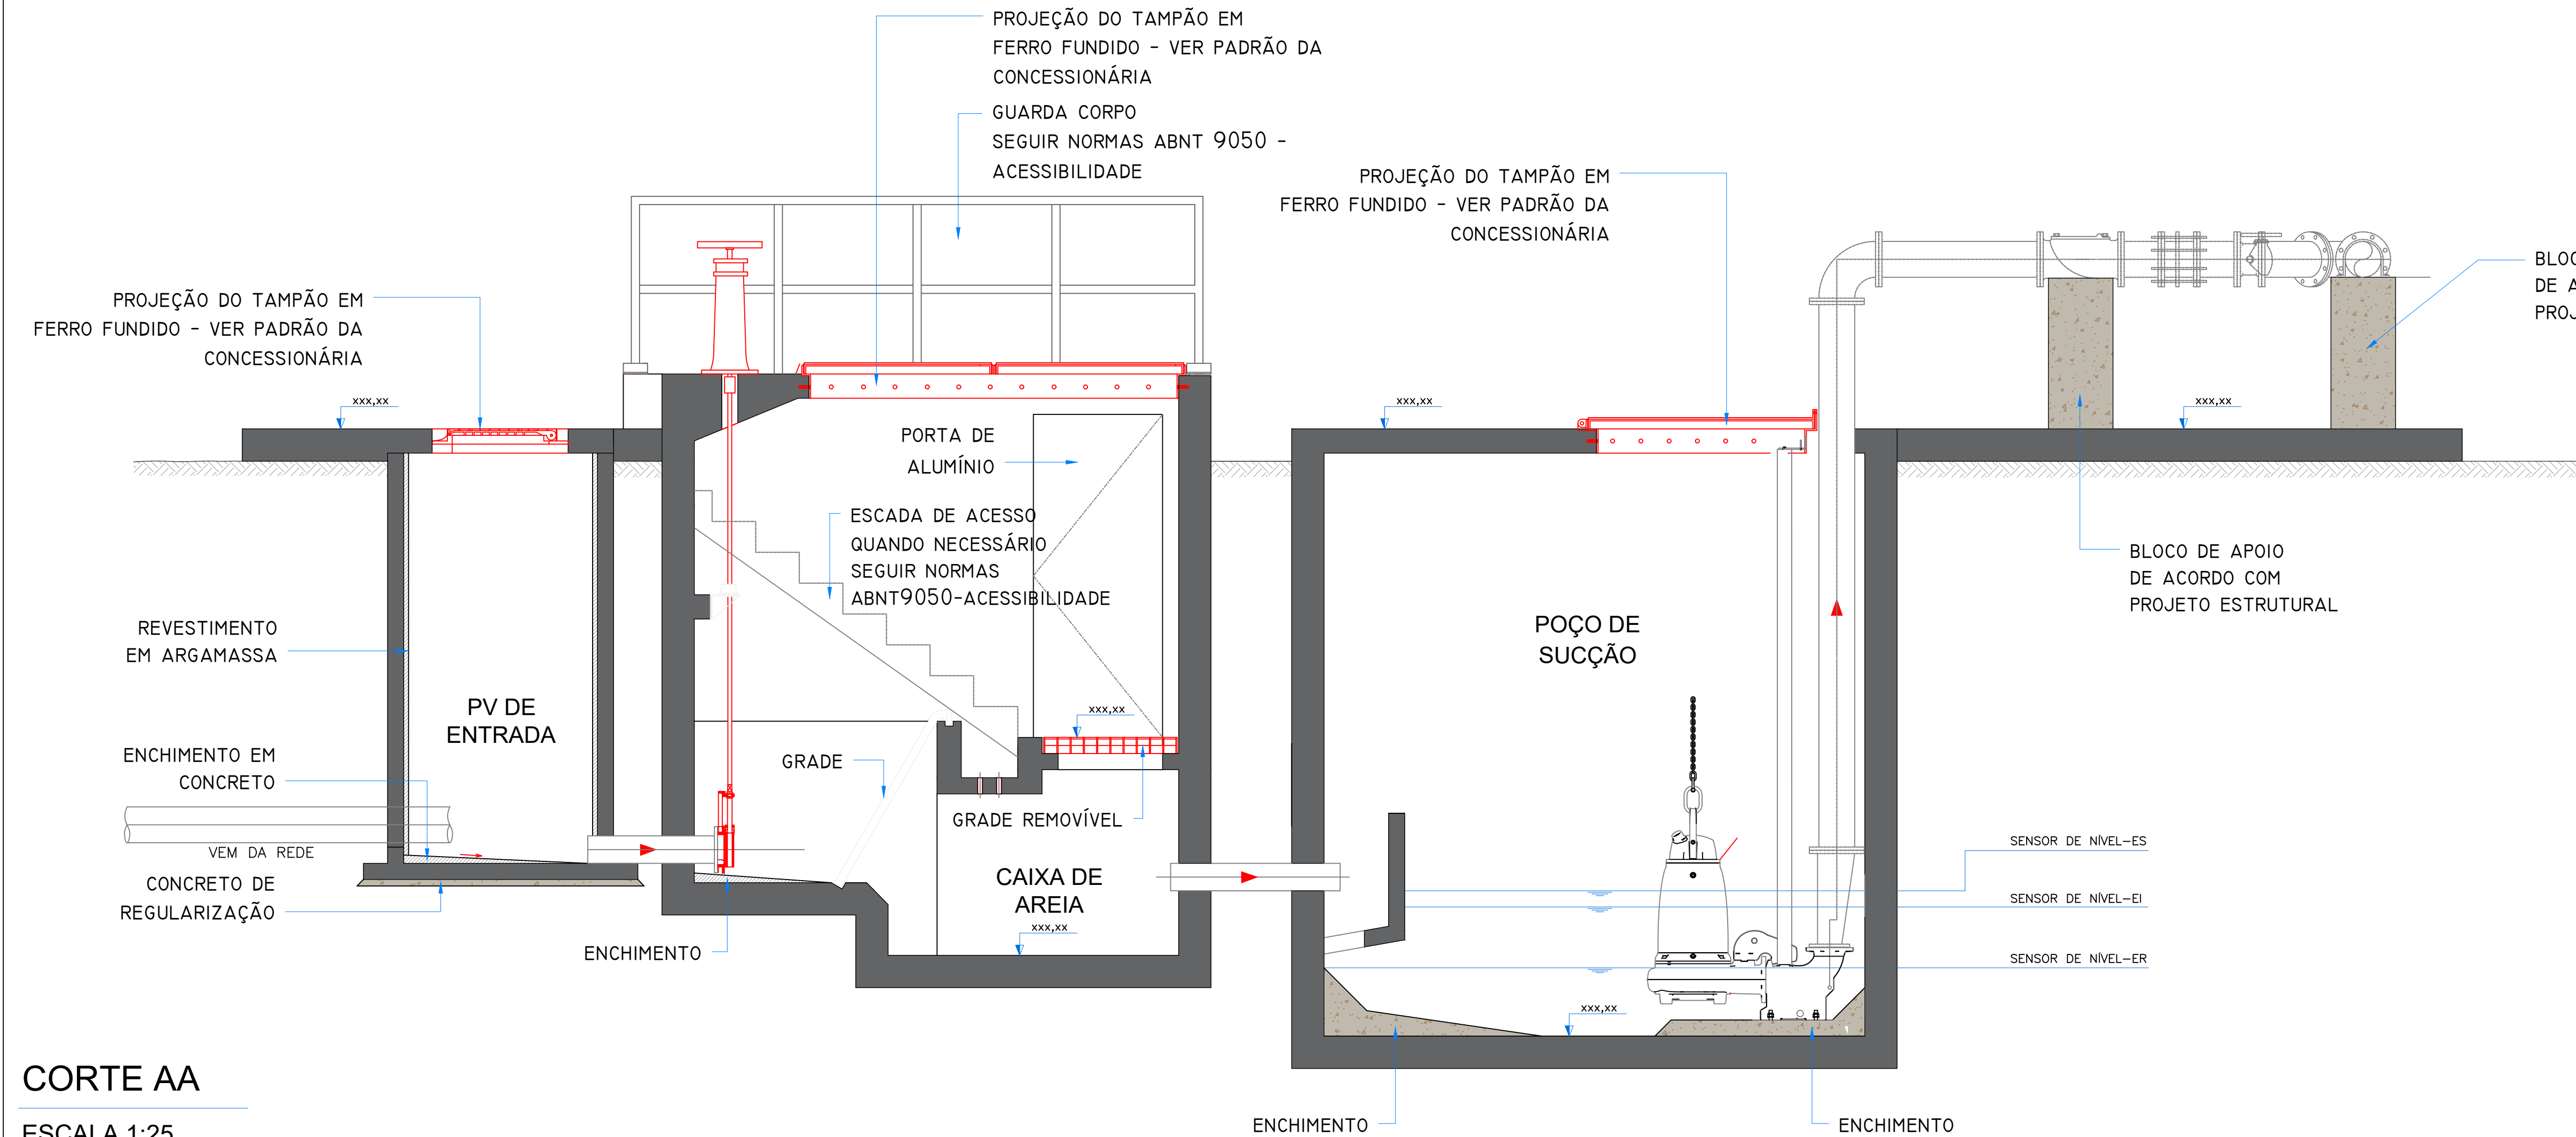 PROJEÇÃO DO TAMPÃO EM
FERRO FUNDIDO - VER PADRÃO DA
CONCESSIONÁRIA
GUARDA CORPO
SEGUIR NORMAS ABNT 9050 -
ACESSIBILIDADE
PROJEÇÃO DO TAMPÃO EM
FERRO FUNDIDO - VER PADRÃO DA
CONCESSIONÁRIA
PROJEÇÃO DO TAMPÃO EM
FERRO FUNDIDO - VER PADRÃO DA
CONCESSIONÁRIA
BLOC
DE A
PROJ
xxx,xx
xxx,xx
xxx,xx
PORTA DE
ALUMÍNIO
ESCADA DE ACESSO
QUANDO NECESSÁRIO
SEGUIR NORMAS
ABNT9050-ACESSIBILIDADE
BLOCO DE APOIO
DE ACORDO COM
PROJETO ESTRUTURAL
REVESTIMENTO
EM ARGAMASSA
POÇO DE
SUCÇÃO
PV DE
ENTRADA
xxx,xx
ENCHIMENTO EM
CONCRETO
GRADE
GRADE REMOVÍVEL
VEM DA REDE
SENSOR DE NÍVEL-ES
CONCRETO DE
REGULARIZAÇÃO
CAIXA DE
AREIA
xxx,xx
SENSOR DE NÍVEL-EI
ENCHIMENTO
SENSOR DE NÍVEL-ER
xxx,xx
CORTE AA
ESCALA 1:25
ENCHIMENTO
ENCHIMENTO